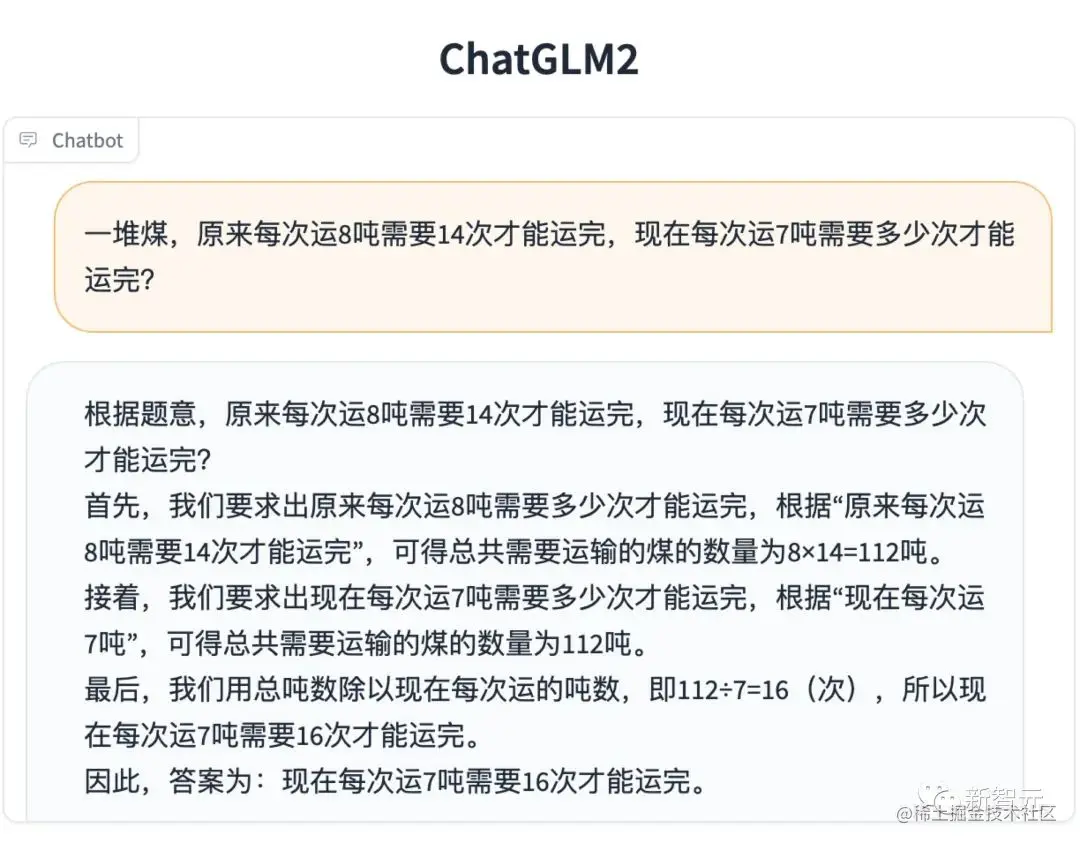 ChatGLM2
Chatbot
一堆煤，原来每次运8吨需要14次才能运完，现在每次运7吨需要多少次才能
运完?
根据题意，原来每次运8吨需要14次才能运完，现在每次运7吨需要多少次
才能运完?
首先，我们要求出原来每次运8吨需要多少次才能运完，根据“原来每次运
8吨需要14次才能运完”，可得总共需要运输的煤的数量为8×14=112吨。
接着，我们要求出现在每次运7吨需要多少次才能运完，根据“现在每次运
7吨”，可得总共需要运输的煤的数量为112吨。
最后，我们用总吨数除以现在每次运的吨数，即112÷7=16（次），所以现
在每次运7吨需要16次才能运完。
因此，答案为：现在每次运7吨需要16次才能运完。
新智元
@稀土掘金技术社区